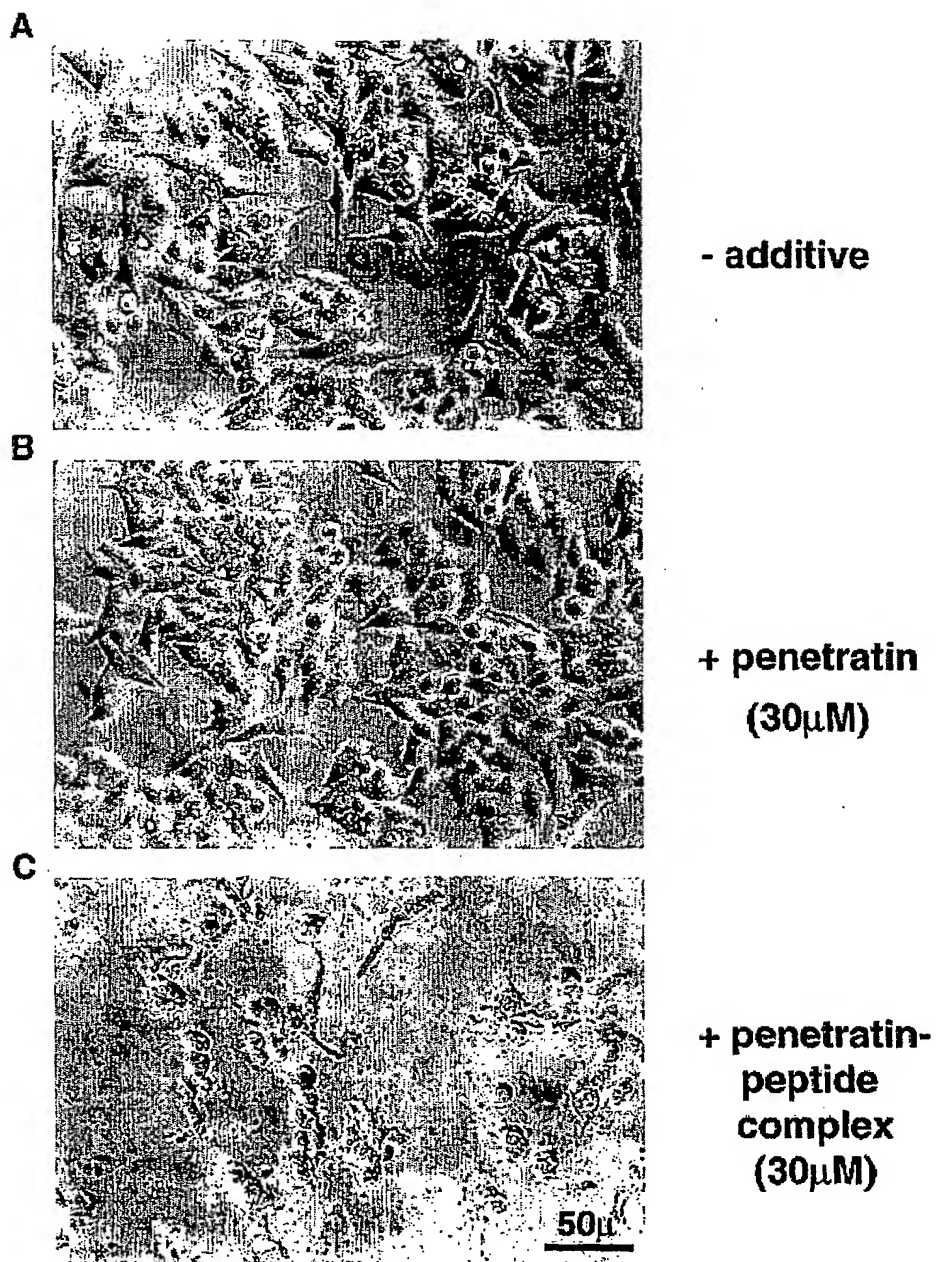 A
- additive
B
+ penetratin
(30μM)
C
+ penetratin-
peptide
complex
(30μM)
50μ